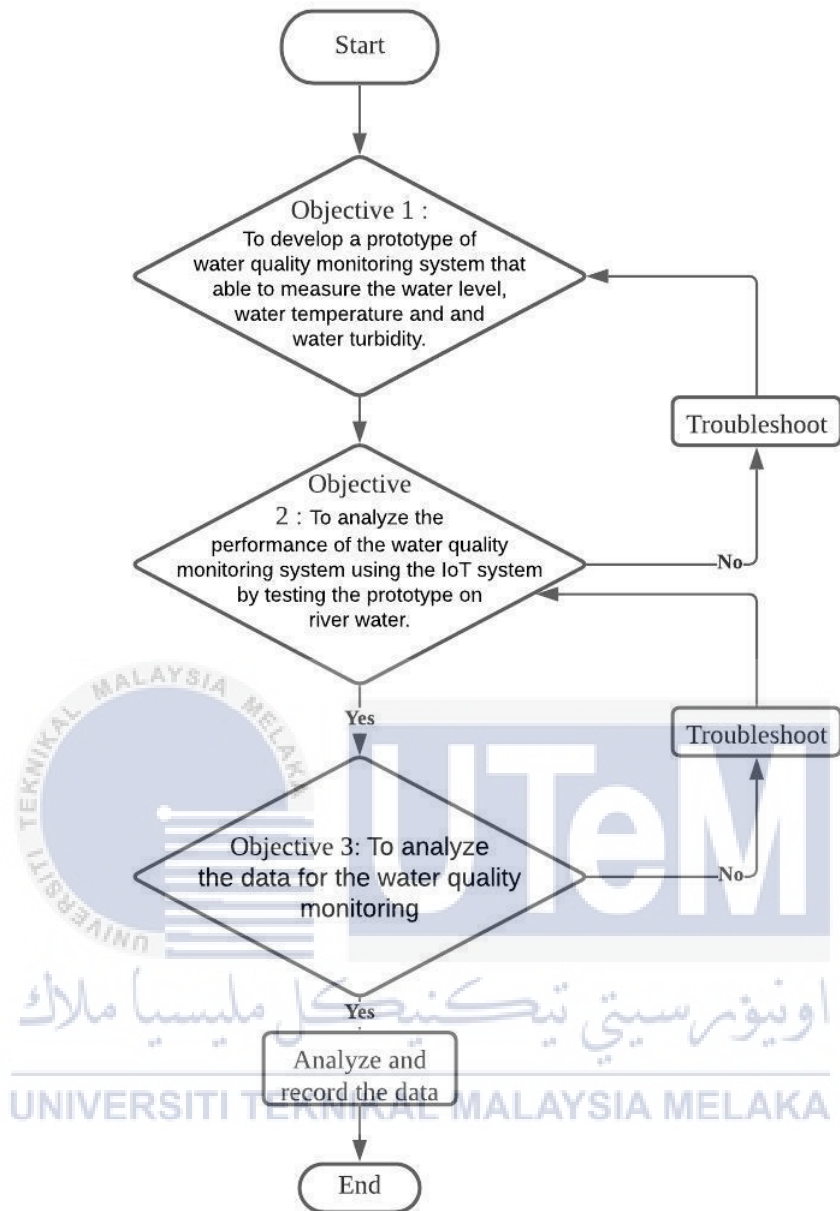 Start
Objective 1 :
To develop a prototype of
water quality monitoring system that
able to measure the water level,
water temperature and and
water turbidity.
Troubleshoot
Objective
2 : To analyze the
performance of the water quality
monitoring system using the IoT system
by testing the prototype on
river water.
No
Yes
Troubleshoot
Objective 3: To analyze
the data for the water quality
monitoring
No
Yes
Analyze and
record the data
End
UNIVERSITI TEKNIKAL MALAYSIA MELAKA
UTeM
اونيۏرسيتي تيكنيكل مليسيا ملاك
UNIVERSITI TEKNIKAL MALAYSIA MELAKA